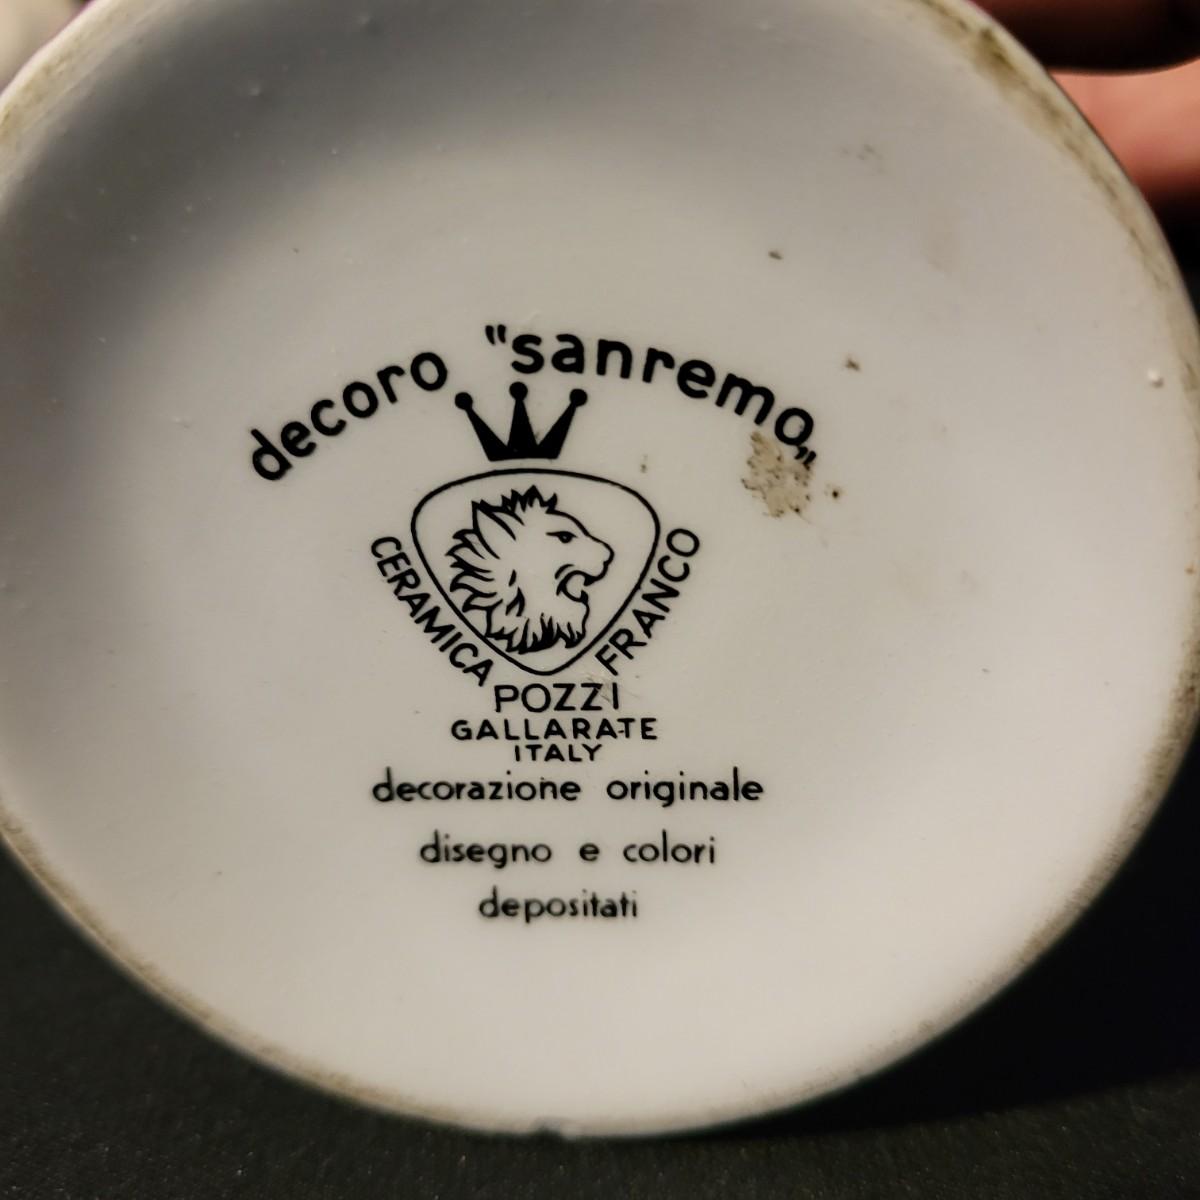 decoro "sanremo„
CERAMICA FRANCO
POZZI
GALLARATE
ITALY
decorazione originale
disegno e colori
depositati